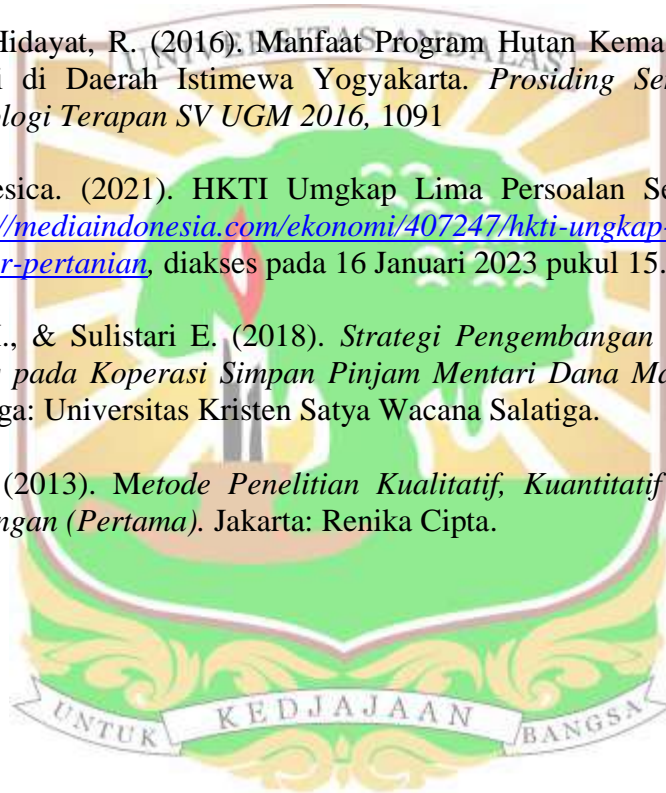 UNIVERSITAS ANDALAS
Hidayat, R. (2016). Manfaat Program Hutan Kema
i di Daerah Istimewa Yogyakarta. Prosiding Se
ologi Terapan SV UGM 2016, 1091
esica. (2021). HKTI Umgkap Lima Persoalan Se
//mediaindonesia.com/ekonomi/407247/hkti-ungkap-
r-pertanian, diakses pada 16 Januari 2023 pukul 15.
., & Sulistari E. (2018). Strategi Pengembangan
pada Koperasi Simpan Pinjam Mentari Dana Ma
ga: Universitas Kristen Satya Wacana Salatiga.
(2013). Metode Penelitian Kualitatif, Kuantitatif
ngan (Pertama). Jakarta: Renika Cipta.
UNTUK KEDJAJAAN BANGSA